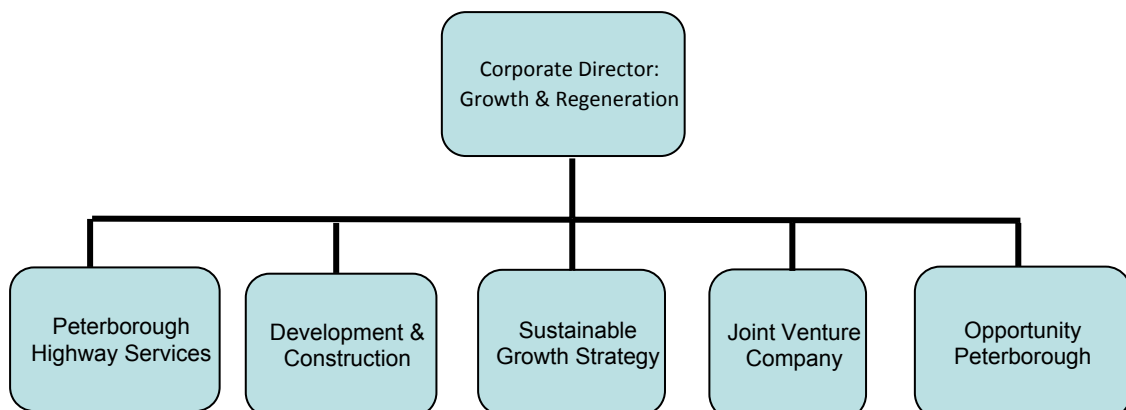 Corporate Director:
Growth & Regeneration
Peterborough
Highway Services
Development &
Construction
Sustainable
Growth Strategy
Joint Venture
Company
Opportunity
Peterborough